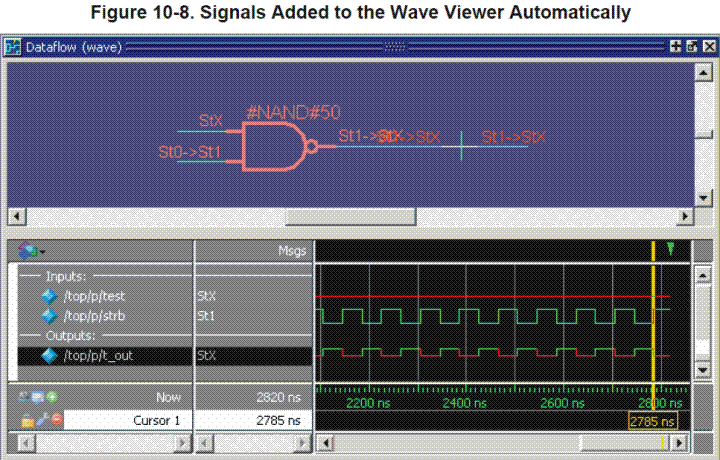 Figure 10-8. Signals Added to the Wave Viewer Automatically
Dataflow (wave)
#NAND#50
StX
St1->StX
St1->StX
St0->St1
Msgs
Inputs:
/top/p/test StX
/top/p/strb St1
Outputs:
/top/p/t_out StX
Now 2820 ns 2200 ns 2400 ns 2600 ns 2800 ns
Cursor 1 2785 ns 2785 ns